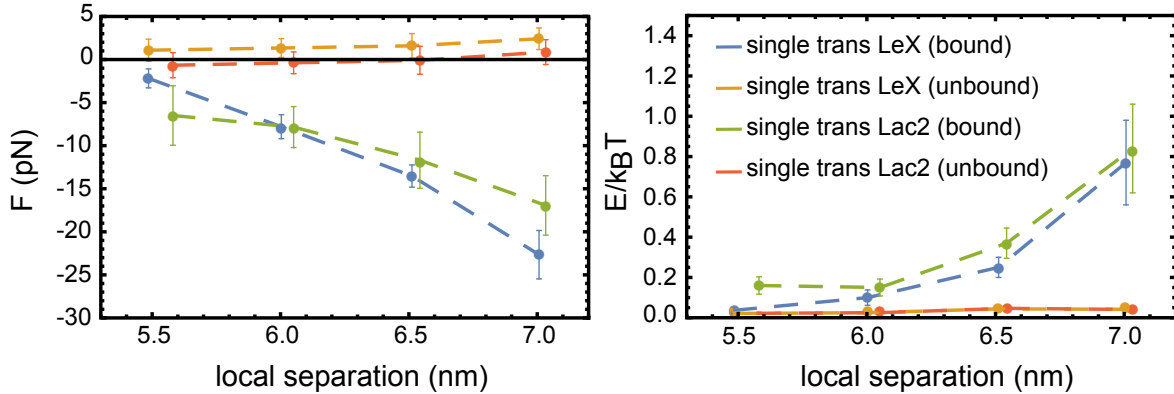 5
0
-5
-10
-15
-20
-25
-30
F (pN)
5.5 6.0 6.5 7.0
local separation (nm)
1.4
1.2
1.0
0.8
0.6
0.4
0.2
0.0
E/kBT
single trans LeX (bound)
single trans LeX (unbound)
single trans Lac2 (bound)
single trans Lac2 (unbound)
5.5 6.0 6.5 7.0
local separation (nm)